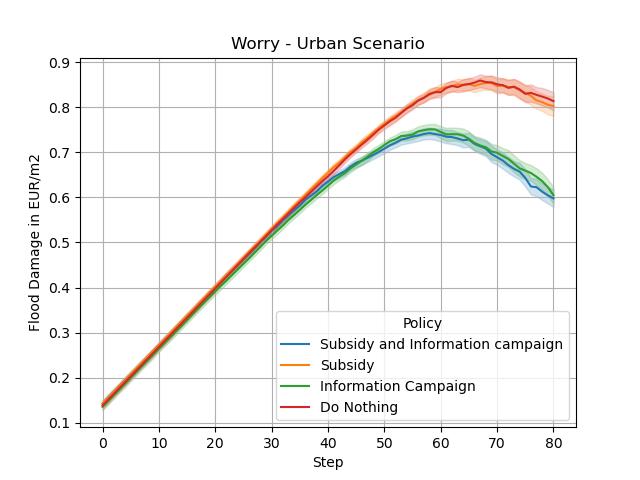 Worry - Urban Scenario
0.9
0.8
0.7
0.6
0.5
0.4
0.3
0.2
0.1
Flood Damage in EUR/m2
Policy
Subsidy and Information campaign
Subsidy
Information Campaign
Do Nothing
0 10 20 30 40 50 60 70 80
Step